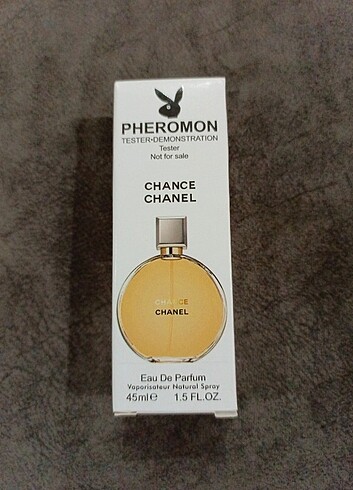 PHEROMON
TESTER-DEMONSTRATION
Tester
Not for sale
CHANCE
CHANEL
CHANCE
CHANEL
Eau De Parfum
Vaporisateur Natural Spray
45ml℮ 1.5 FL.OZ.